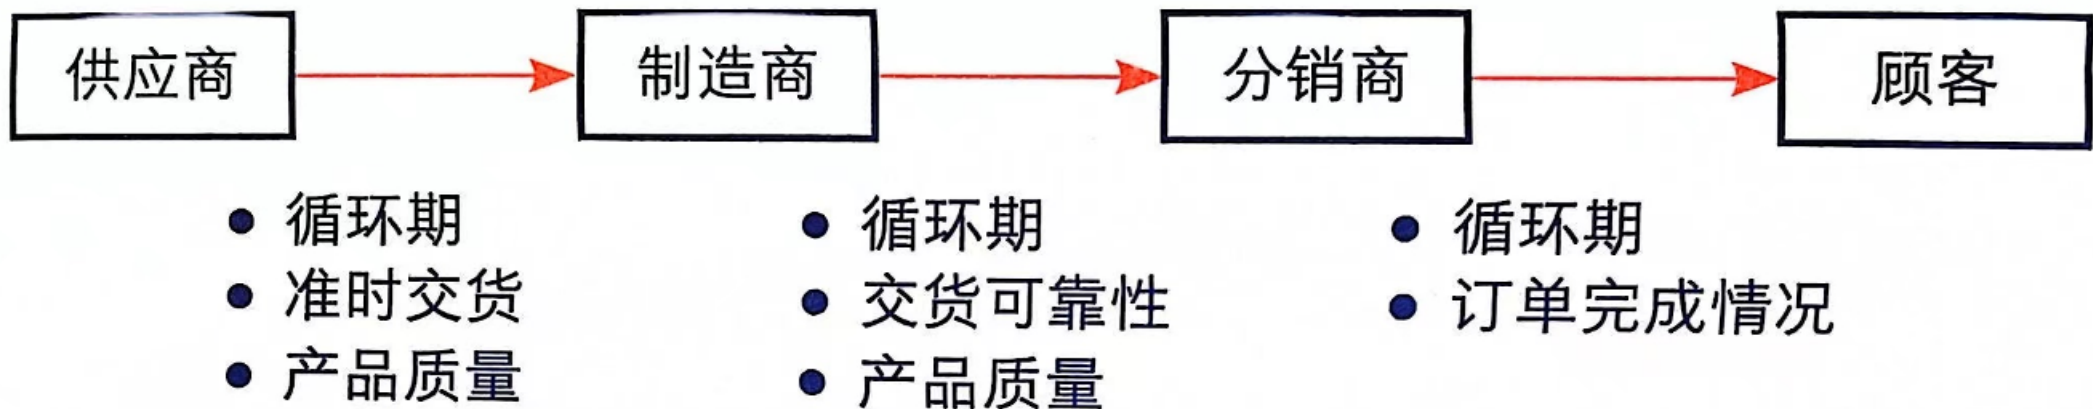 供应商 制造商 分销商 顾客
循环期 循环期 循环期
准时交货 交货可靠性 订单完成情况
产品质量 产品质量